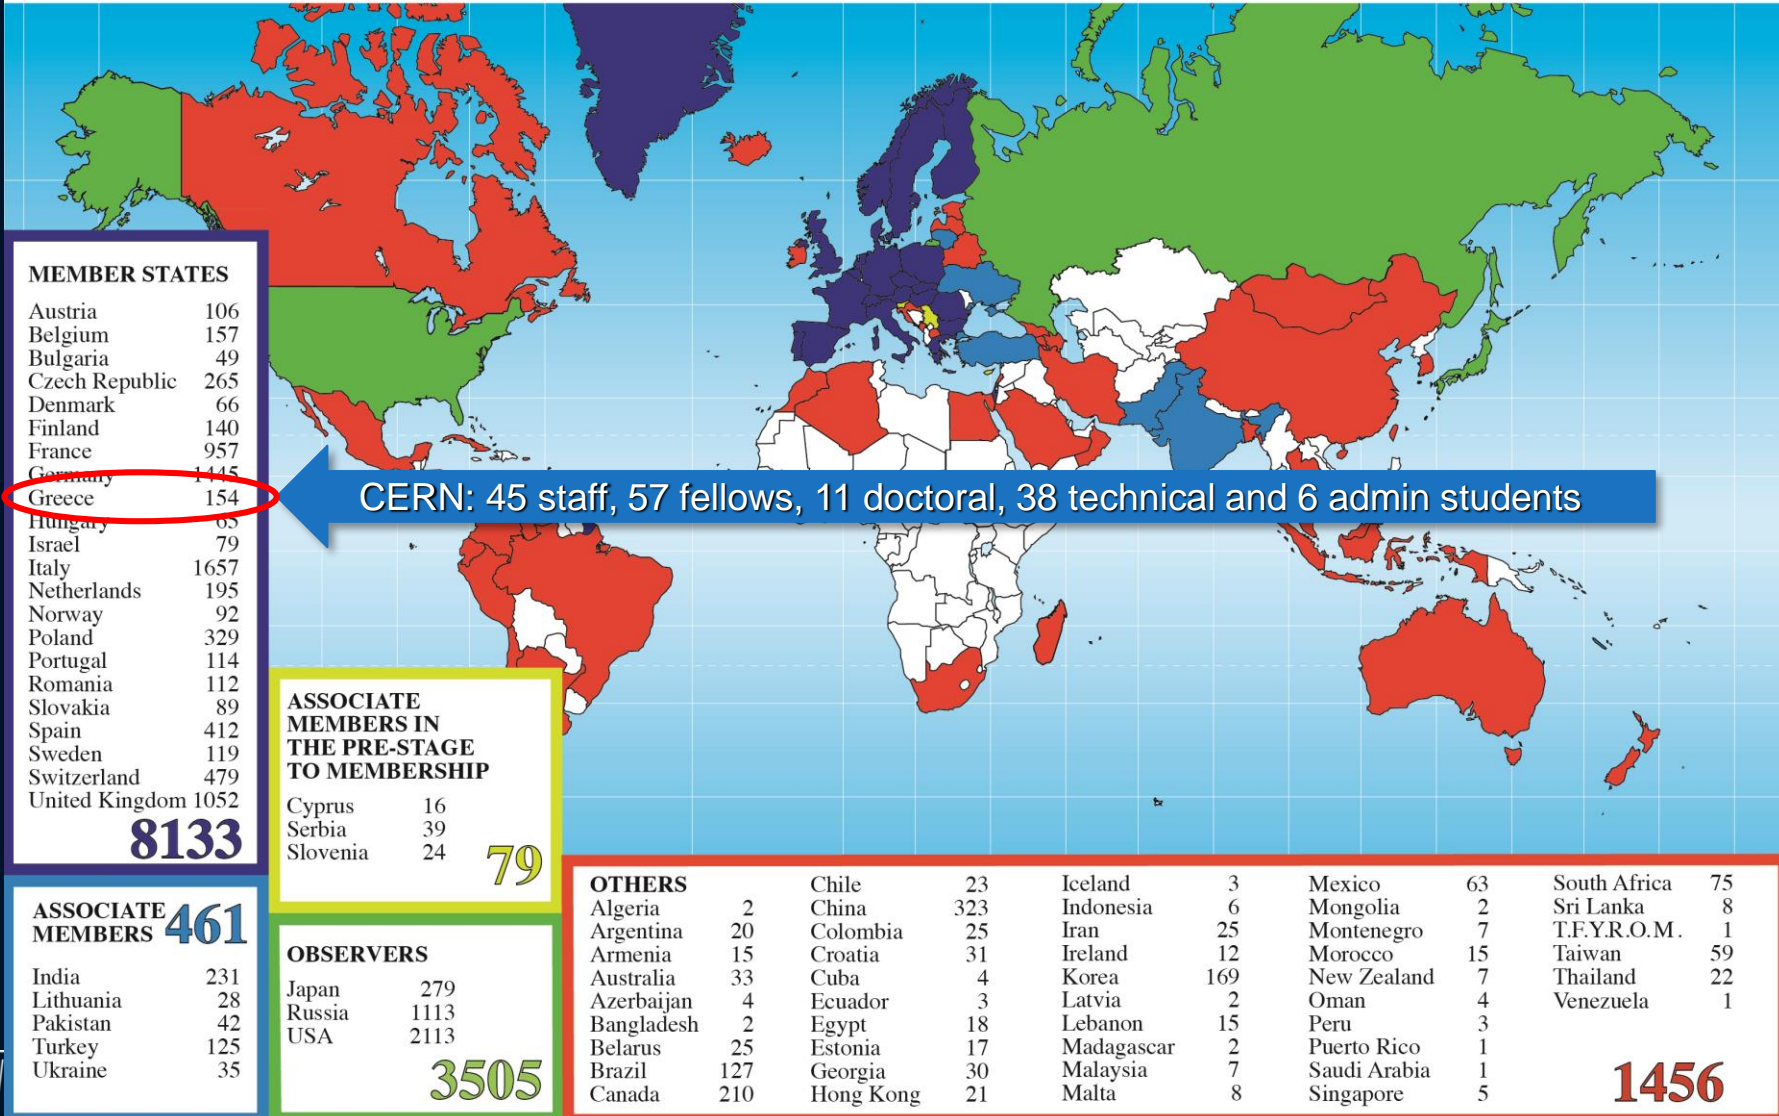 MEMBER STATES
Austria 106
Belgium 157
Bulgaria 49
Czech Republic 265
Denmark 66
Finland 140
France 957
Germany 1445
Greece 154
Hungary 65
Israel 79
Italy 1657
Netherlands 195
Norway 92
Poland 329
Portugal 114
Romania 112
Slovakia 89
Spain 412
Sweden 119
Switzerland 479
United Kingdom 1052
8133
CERN: 45 staff, 57 fellows, 11 doctoral, 38 technical and 6 admin students
ASSOCIATE
MEMBERS 461
India 231
Lithuania 28
Pakistan 42
Turkey 125
Ukraine 35
ASSOCIATE
MEMBERS IN
THE PRE-STAGE
TO MEMBERSHIP
Cyprus 16
Serbia 39
Slovenia 24
79
OBSERVERS
Japan 279
Russia 1113
USA 2113
3505
OTHERS
Algeria 2
Argentina 20
Armenia 15
Australia 33
Azerbaijan 4
Bangladesh 2
Belarus 25
Brazil 127
Canada 210
Chile 23
China 323
Colombia 25
Croatia 31
Cuba 4
Ecuador 3
Egypt 18
Estonia 17
Georgia 30
Hong Kong 21
Iceland 3
Indonesia 6
Iran 25
Ireland 12
Korea 169
Latvia 2
Lebanon 15
Madagascar 2
Malaysia 7
Malta 8
Mexico 63
Mongolia 2
Montenegro 7
Morocco 15
New Zealand 7
Oman 4
Peru 3
Puerto Rico 1
Saudi Arabia 1
Singapore 5
South Africa 75
Sri Lanka 8
T.F.Y.R.O.M. 1
Taiwan 59
Thailand 22
Venezuela 1
1456